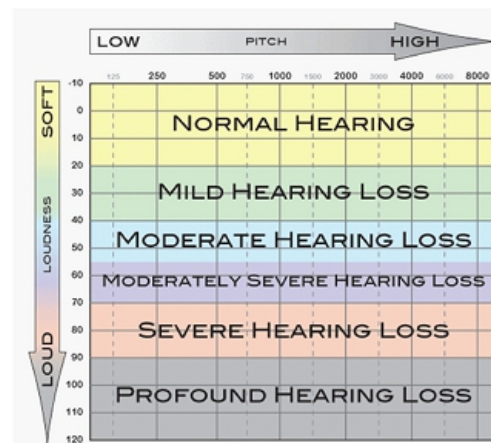 LOW PITCH HIGH
125 250 500 750 1000 1500 2000 3000 4000 6000 8000
SOFT
LOUDNESS
LOUD
-10
0
NORMAL HEARING
10
20
30
MILD HEARING LOSS
40
50
MODERATE HEARING LOSS
60
MODERATELY SEVERE HEARING LOSS
70
80
SEVERE HEARING LOSS
90
100
PROFOUND HEARING LOSS
110
120